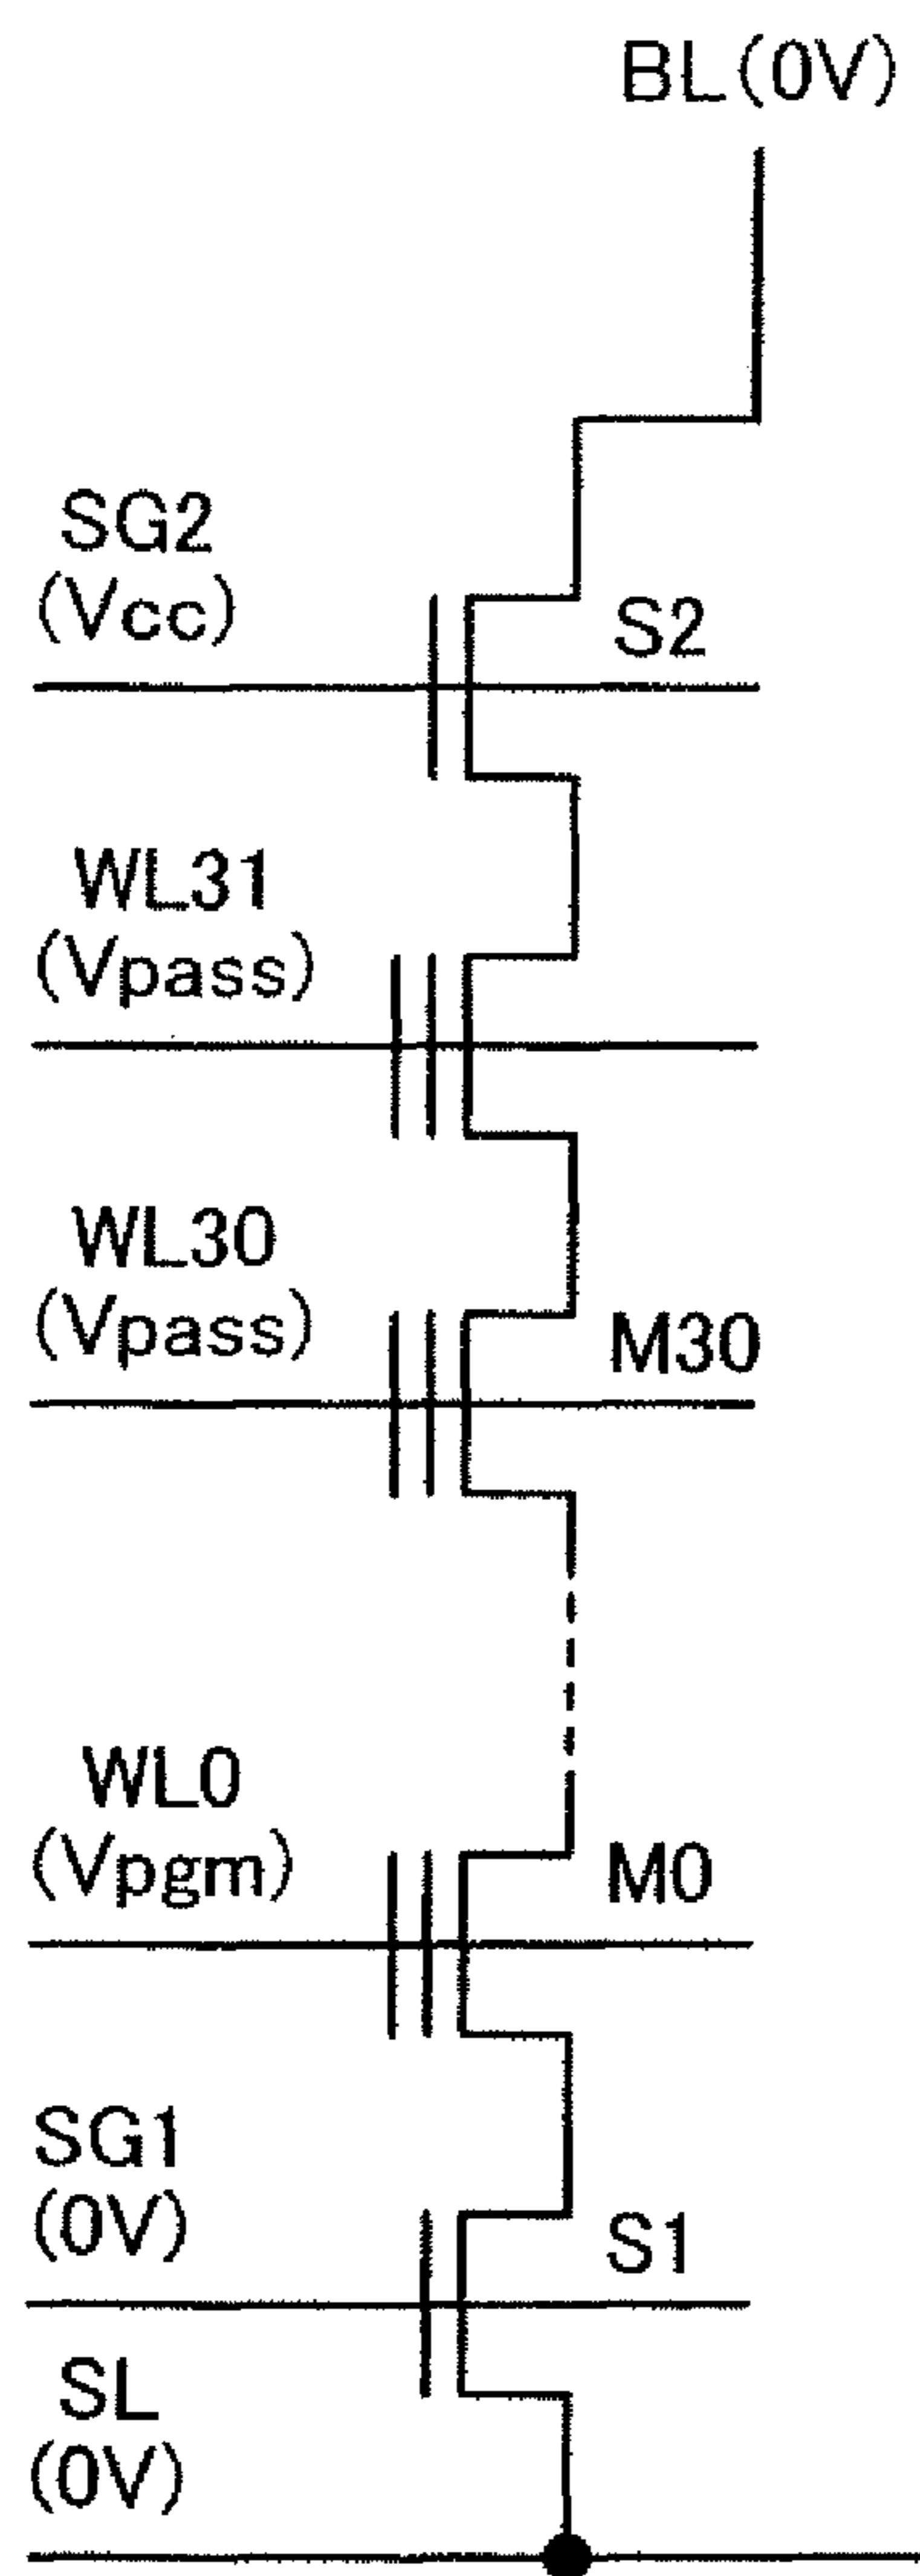 BL(0V)
SG2
(Vcc)
S2
WL31
(Vpass)
WL30
(Vpass)
M30
WL0
(Vpgm)
M0
SG1
(0V)
S1
SL
(0V)